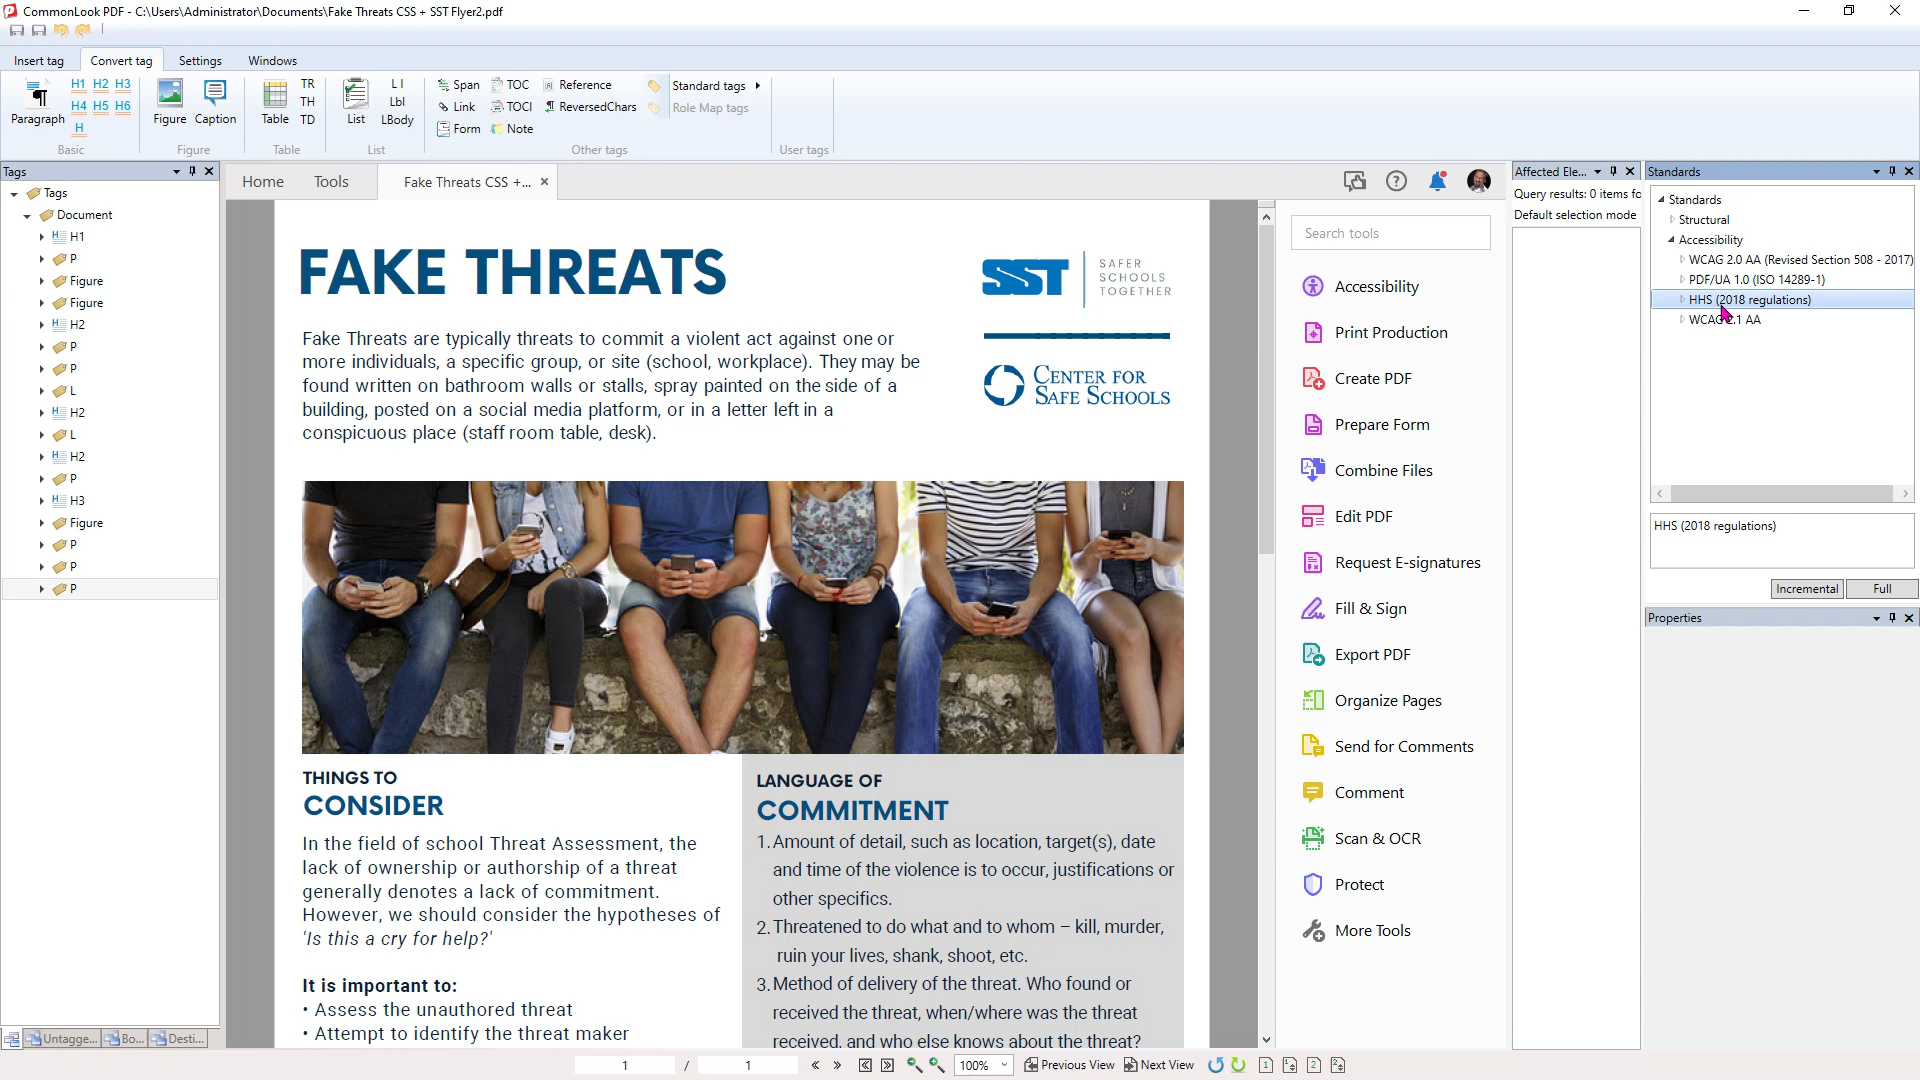 CommonLook PDF - C:\Users\Administrator\Documents\Fake Threats CSS + SST Flyer2.pdf
Insert tag
Convert tag
Settings
Windows
Paragraph
H1 H2 H3
H4 H5 H6
H
Basic
Figure
Caption
Figure
Table
TR
TH
TD
Table
List
LI
Lbl
LBody
List
Span
Link
Form
TOC
TOCI
Note
Reference
ReversedChars
Other tags
Standard tags
Role Map tags
User tags
Tags
Tags
Document
H1
P
Figure
Figure
H2
P
P
L
H2
L
H2
P
H3
Figure
P
P
P
Untagge...
Bo...
Desti...
Home
Tools
Fake Threats CSS +...
FAKE THREATS
SST
SAFER
SCHOOLS
TOGETHER
Fake Threats are typically threats to commit a violent act against one or
more individuals, a specific group, or site (school, workplace). They may be
found written on bathroom walls or stalls, spray painted on the side of a
building, posted on a social media platform, or in a letter left in a
conspicuous place (staff room table, desk).
CENTER FOR
SAFE SCHOOLS
THINGS TO
CONSIDER
In the field of school Threat Assessment, the
lack of ownership or authorship of a threat
generally denotes a lack of commitment.
However, we should consider the hypotheses of
'Is this a cry for help?'
It is important to:
• Assess the unauthored threat
• Attempt to identify the threat maker
LANGUAGE OF
COMMITMENT
1. Amount of detail, such as location, target(s), date
and time of the violence is to occur, justifications or
other specifics.
2. Threatened to do what and to whom – kill, murder,
ruin your lives, shank, shoot, etc.
3. Method of delivery of the threat. Who found or
received the threat, when/where was the threat
received, and who else knows about the threat?
Search tools
Accessibility
Print Production
Create PDF
Prepare Form
Combine Files
Edit PDF
Request E-signatures
Fill & Sign
Export PDF
Organize Pages
Send for Comments
Comment
Scan & OCR
Protect
More Tools
Affected Ele...
Query results: 0 items fo
Default selection mode
Standards
Standards
Structural
Accessibility
WCAG 2.0 AA (Revised Section 508 - 2017)
PDF/UA 1.0 (ISO 14289-1)
HHS (2018 regulations)
WCAG 2.1 AA
HHS (2018 regulations)
Incremental
Full
Properties
1 / 1
100%
Previous View
Next View